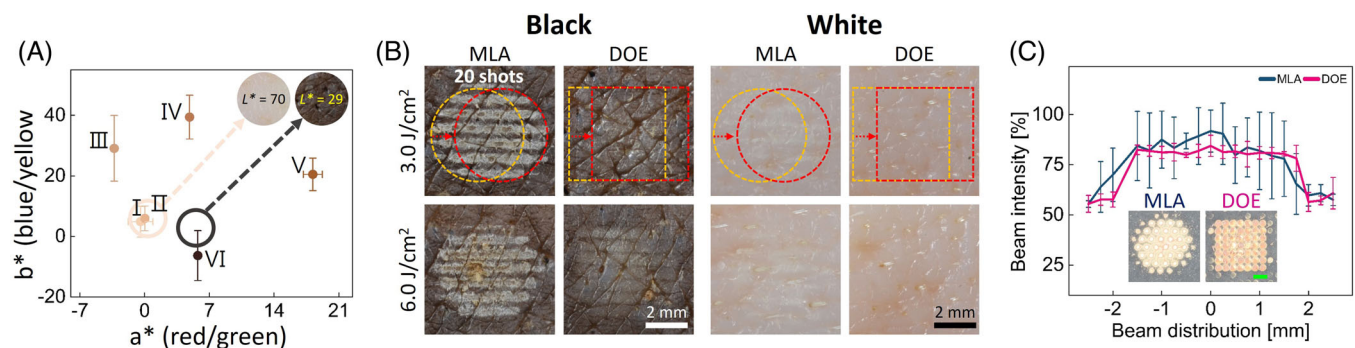 Black White
(A) (B) (C)
MLA DOE MLA DOE
b* (blue/yellow)
40
20
0
-20
-7 0 7 14 21
a* (red/green)
III
IV
V
I
II
VI
L* = 70
L* = 29
20 shots
3.0 J/cm²
6.0 J/cm²
2 mm
2 mm
MLA DOE
Beam intensity [%]
100
75
50
25
MLA DOE
-2 -1 0 1 2
Beam distribution [mm]